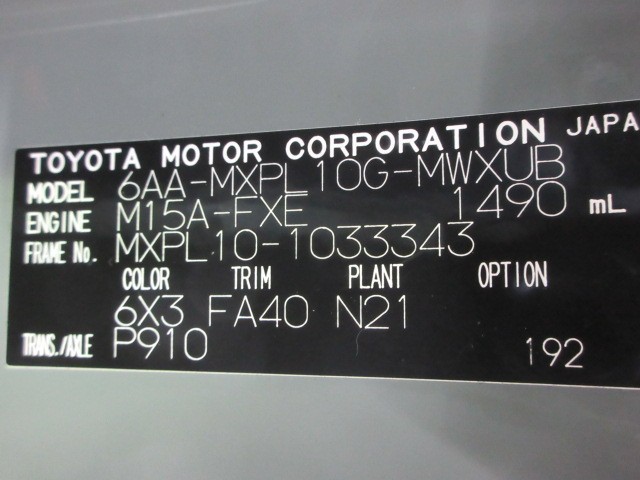 TOYOTA MOTOR CORPORATION JAPA
MODEL 6AA-MXPL10G-MWXUB
ENGINE M15A-FXE 1490 mL
FRAME No. MXPL10-1033343
COLOR TRIM PLANT OPTION
6X3 FA40 N21
TRANS./AXLE P910 192